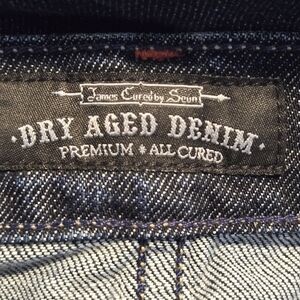 James Cured by Seun
· DRY AGED DENIM ·
PREMIUM * ALL CURED